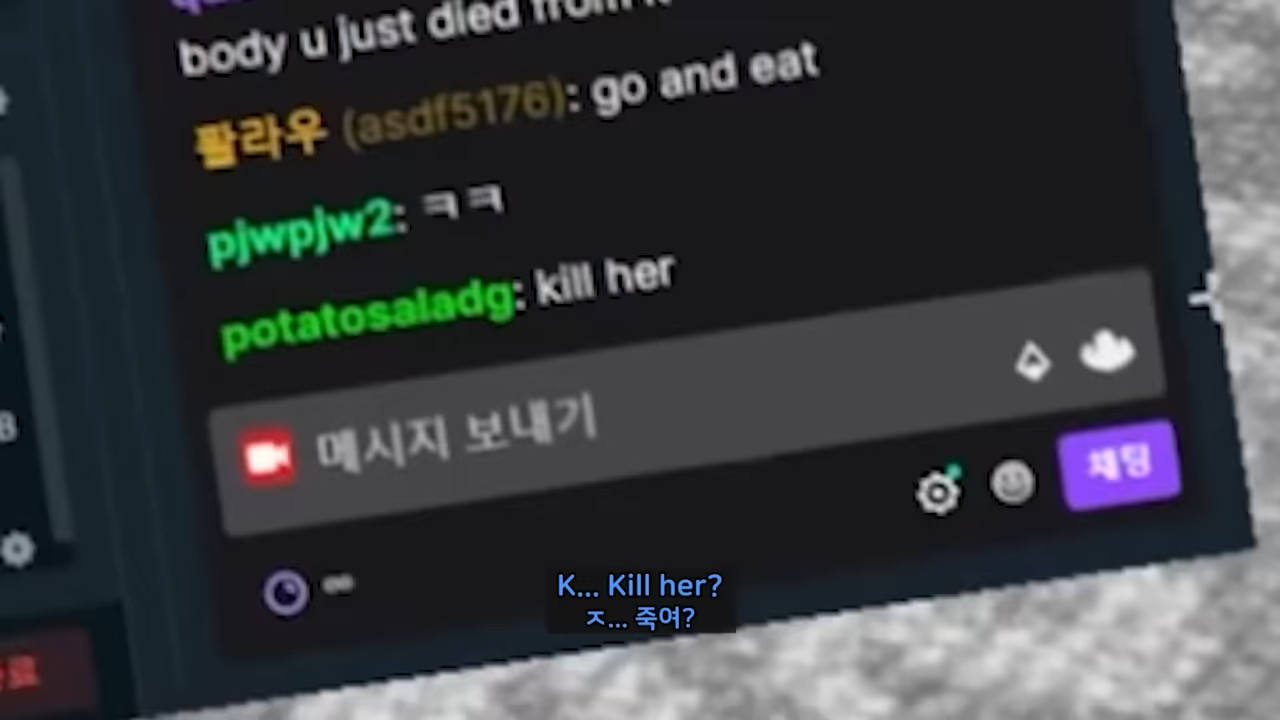 body u just died from
팔라우 (asdf5176): go and eat
pjwpjw2: ㅋㅋ
potatosaladg: kill her
메시지 보내기
채팅
K... Kill her?
ㅈ... 죽여?